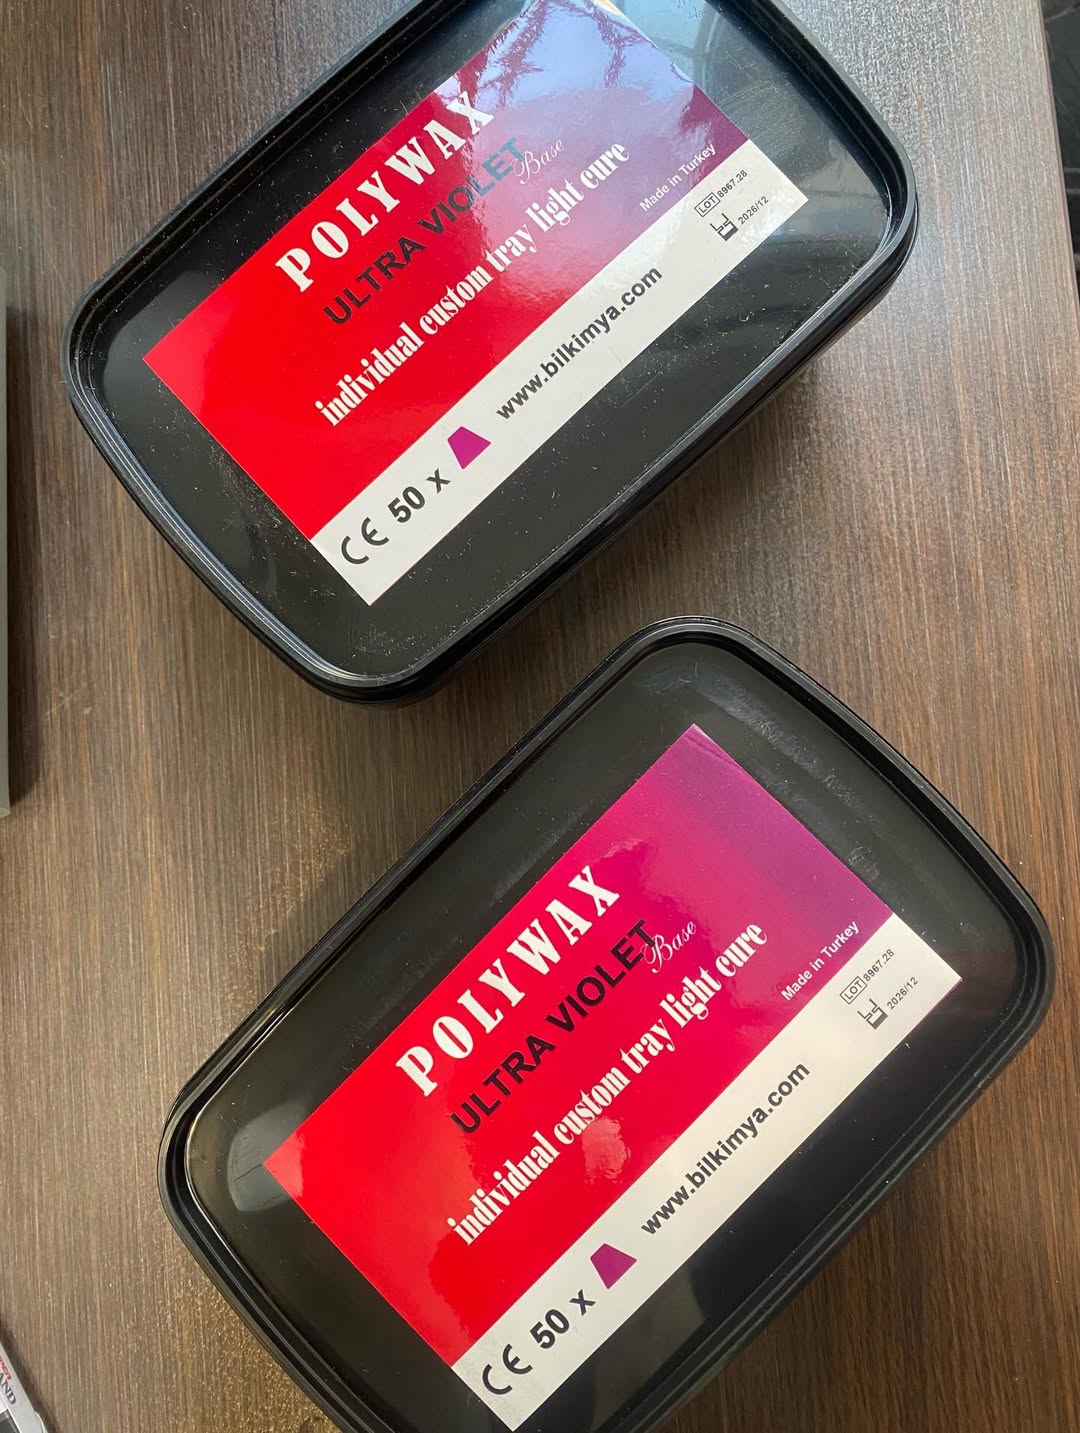 POLYWAX
ULTRA VIOLET
Base
individual custom tray light cure
Made in Turkey
LOT 8967.28
2026/12
CE 50 x
www.bilkimya.com
POLYWAX
ULTRA VIOLET
Base
individual custom tray light cure
Made in Turkey
LOT 8967.28
2026/12
CE 50 x
www.bilkimya.com